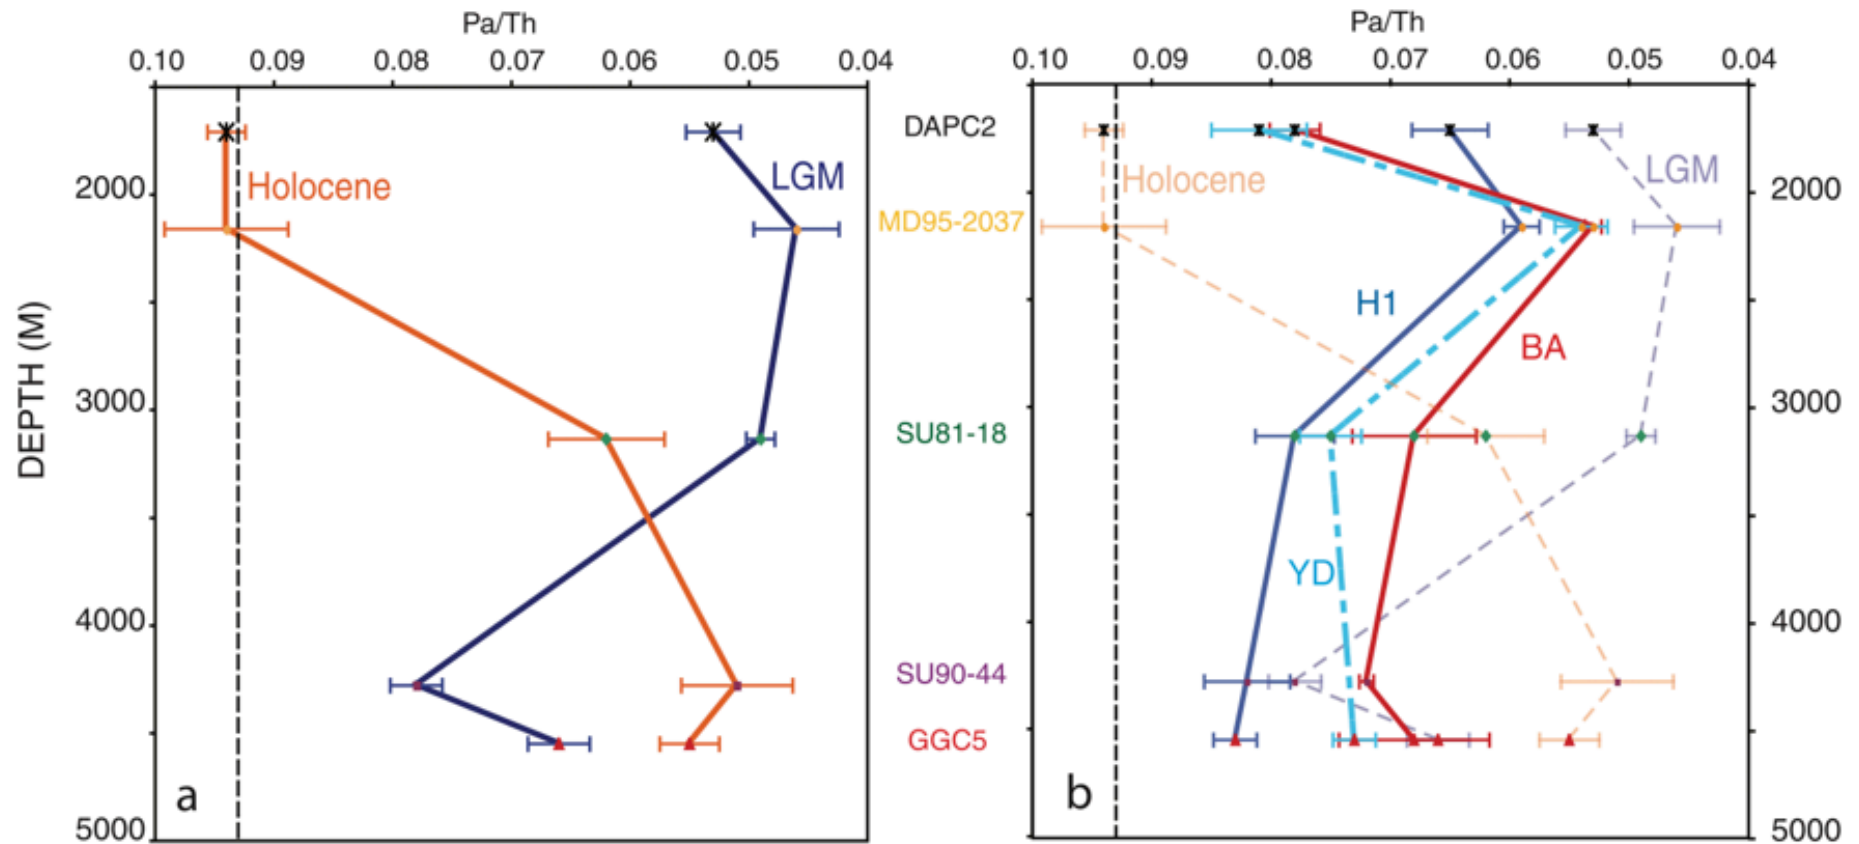 Pa/Th
0.10 0.09 0.08 0.07 0.06 0.05 0.04
DEPTH (M)
2000
3000
4000
5000
Holocene
LGM
a
DAPC2
MD95-2037
SU81-18
SU90-44
GGC5
Pa/Th
0.10 0.09 0.08 0.07 0.06 0.05 0.04
Holocene
LGM
H1
BA
YD
b
2000
3000
4000
5000